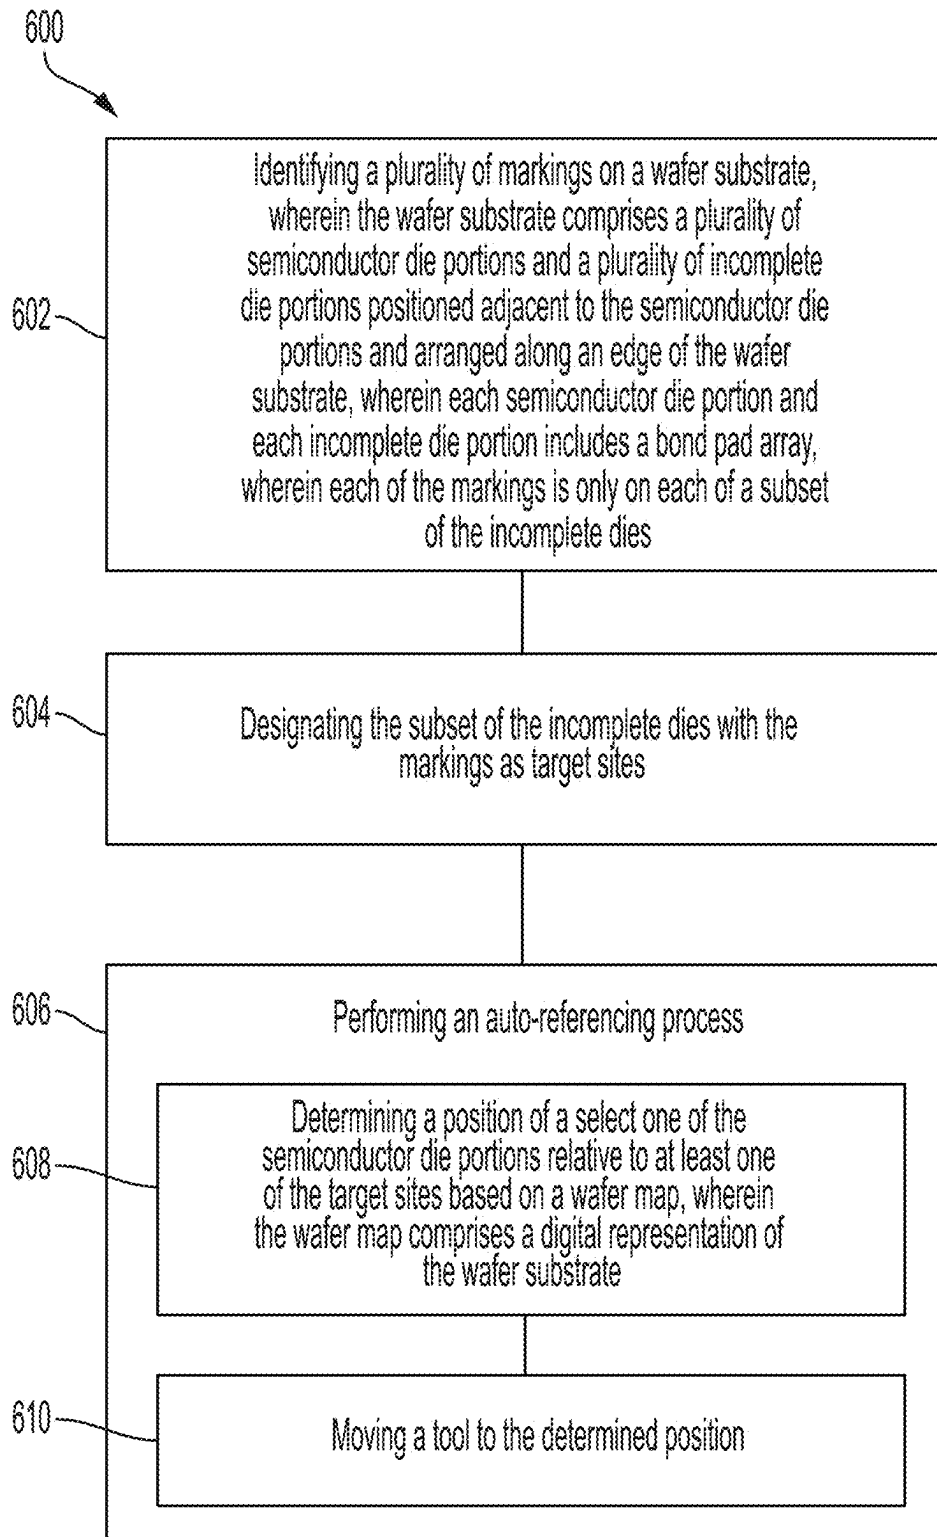 600
602
Identifying a plurality of markings on a wafer substrate,
wherein the wafer substrate comprises a plurality of
semiconductor die portions and a plurality of incomplete
die portions positioned adjacent to the semiconductor die
portions and arranged along an edge of the wafer
substrate, wherein each semiconductor die portion and
each incomplete die portion includes a bond pad array,
wherein each of the markings is only on each of a subset
of the incomplete dies
604
Designating the subset of the incomplete dies with the
markings as target sites
606
Performing an auto-referencing process
608
Determining a position of a select one of the
semiconductor die portions relative to at least one
of the target sites based on a wafer map, wherein
the wafer map comprises a digital representation of
the wafer substrate
610
Moving a tool to the determined position